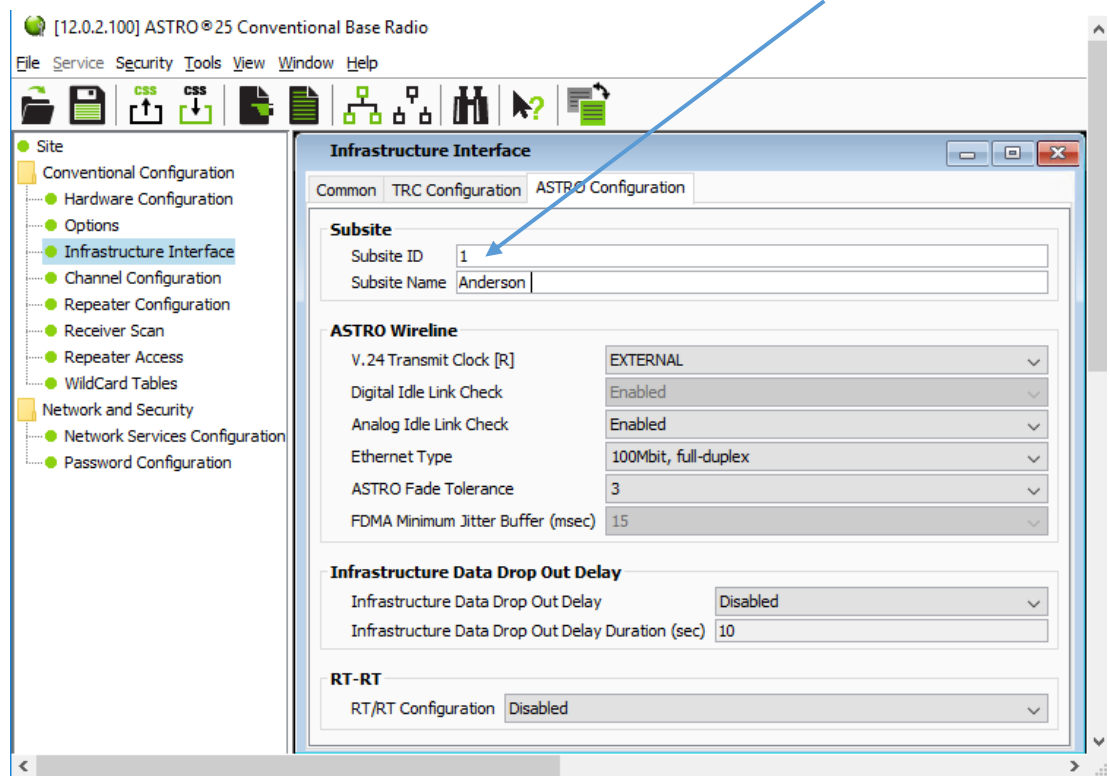 [12.0.2.100] ASTRO®25 Conventional Base Radio
File Service Security Tools View Window Help
CSS CSS
Site
Conventional Configuration
Hardware Configuration
Options
Infrastructure Interface
Channel Configuration
Repeater Configuration
Receiver Scan
Repeater Access
WildCard Tables
Network and Security
Network Services Configuration
Password Configuration
Infrastructure Interface
Common TRC Configuration ASTRO Configuration
Subsite
Subsite ID 1
Subsite Name Anderson
ASTRO Wireline
V.24 Transmit Clock [R] EXTERNAL
Digital Idle Link Check Enabled
Analog Idle Link Check Enabled
Ethernet Type 100Mbit, full-duplex
ASTRO Fade Tolerance 3
FDMA Minimum Jitter Buffer (msec) 15
Infrastructure Data Drop Out Delay
Infrastructure Data Drop Out Delay Disabled
Infrastructure Data Drop Out Delay Duration (sec) 10
RT-RT
RT/RT Configuration Disabled